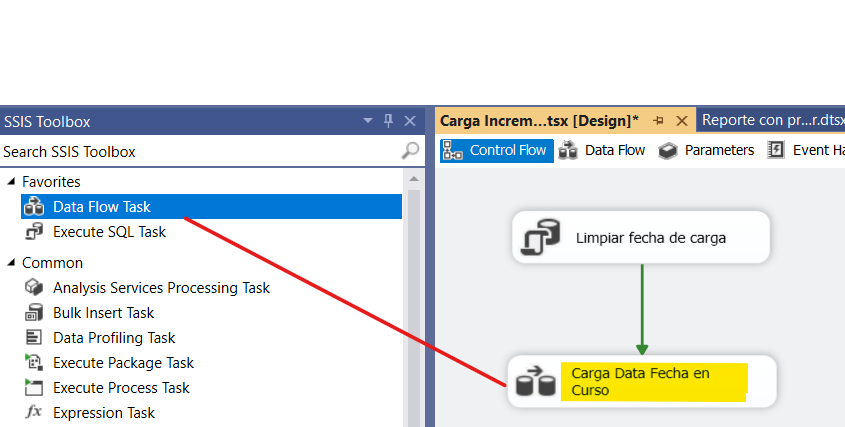 SSIS Toolbox
Search SSIS Toolbox
Favorites
Data Flow Task
Execute SQL Task
Common
Analysis Services Processing Task
Bulk Insert Task
Data Profiling Task
Execute Package Task
Execute Process Task
fx Expression Task
Carga Increm...tsx [Design]*
Reporte con pr...r.dtsx
Control Flow
Data Flow
Parameters
Event Ha
Limpiar fecha de carga
Carga Data Fecha en
Curso